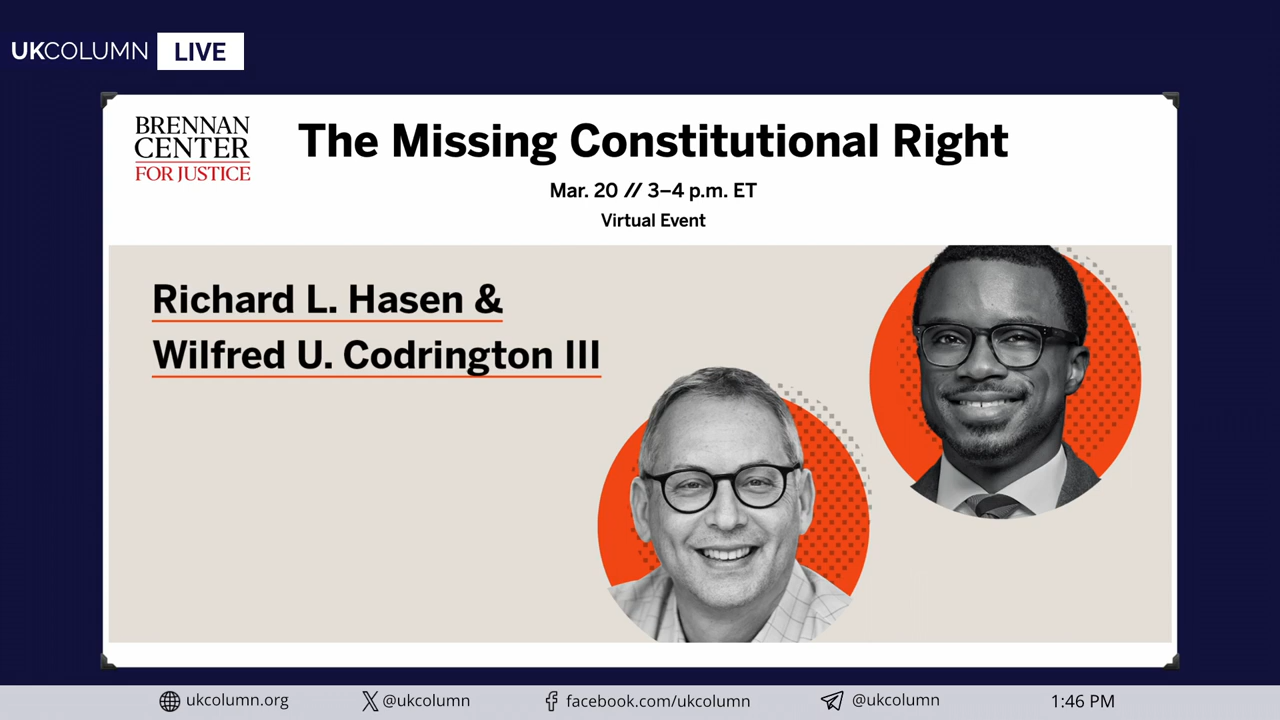 UKCOLUMN LIVE
BRENNAN
CENTER
FOR JUSTICE
The Missing Constitutional Right
Mar. 20 // 3–4 p.m. ET
Virtual Event
Richard L. Hasen &
Wilfred U. Codrington III
ukcolumn.org @ukcolumn facebook.com/ukcolumn @ukcolumn 1:46 PM